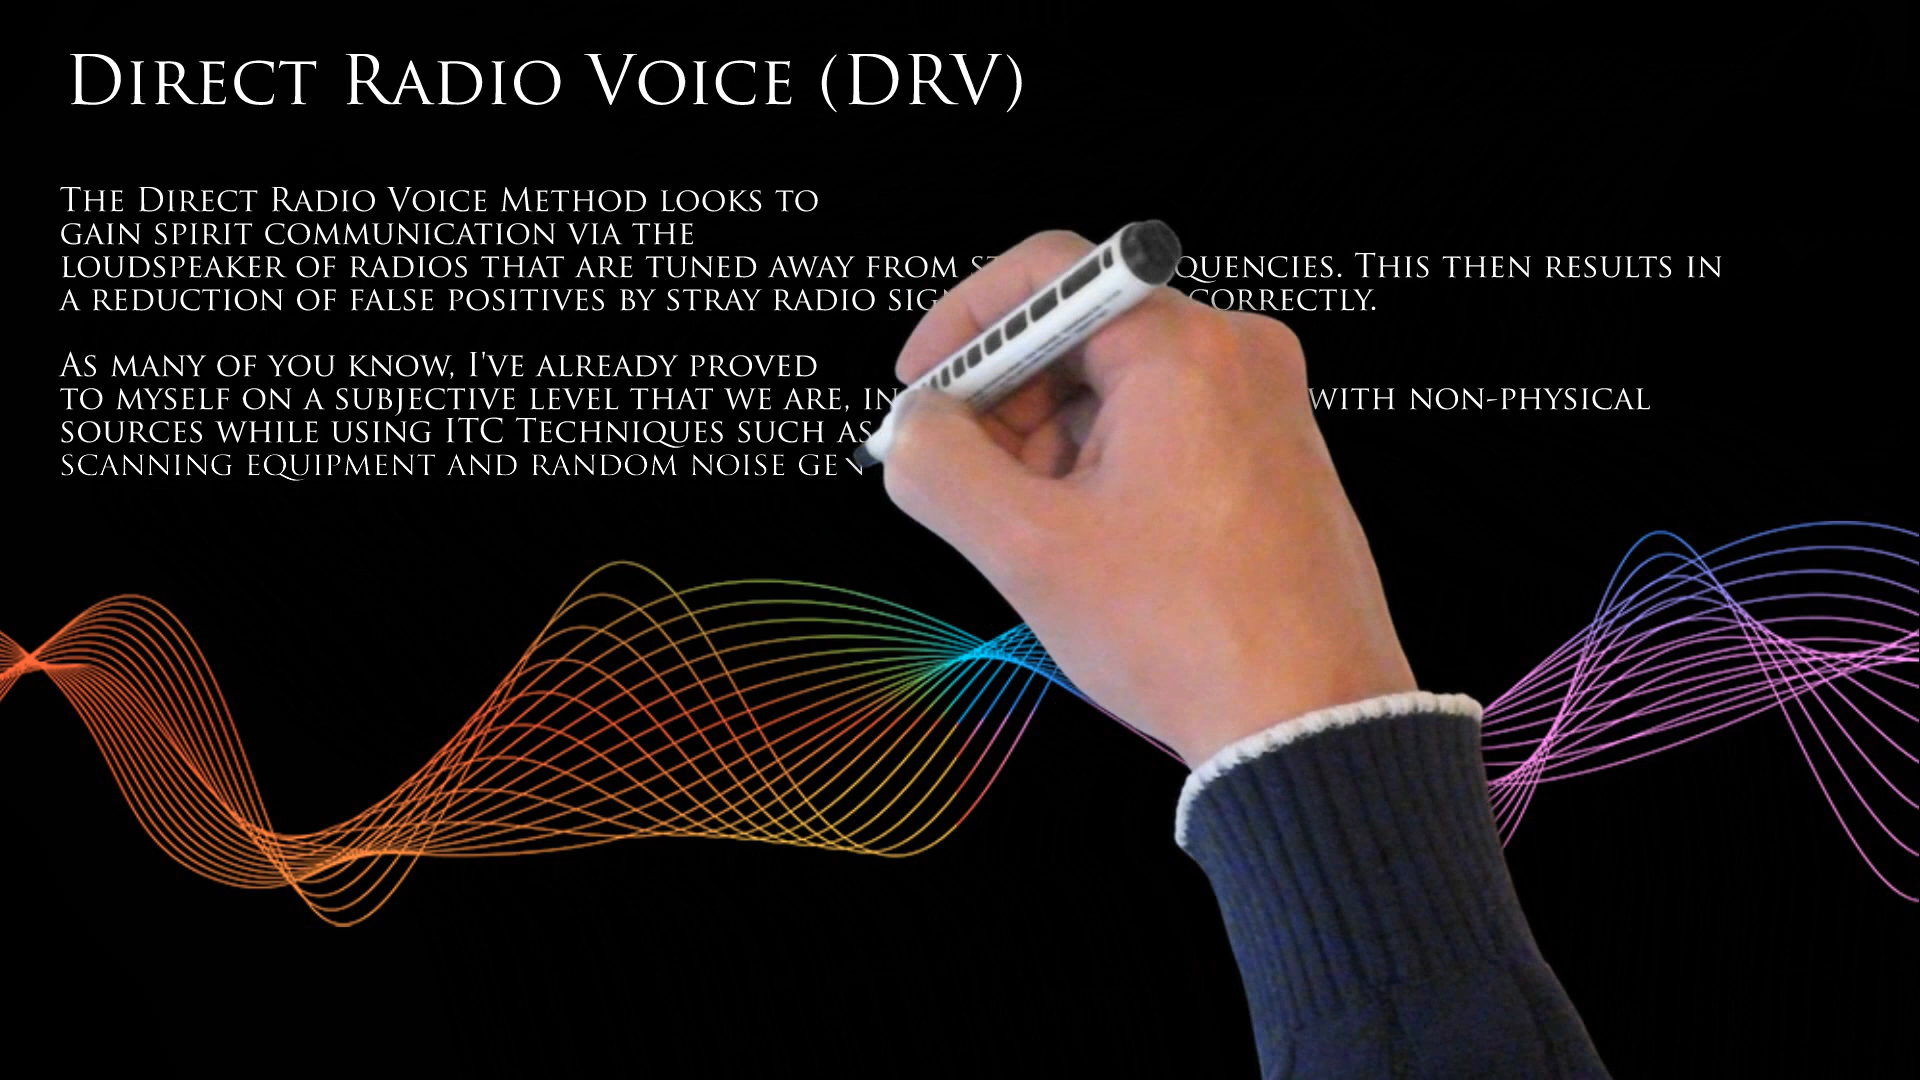 Direct Radio Voice (DRV)
The Direct Radio Voice Method looks to
gain spirit communication via the
loudspeaker of radios that are tuned away from This then results in
a reduction of false positives by stray radio correctly.
As many of you know, I've already proved
to myself on a subjective level that we are, with non-physical
sources while using ITC Techniques such as
scanning equipment and random noise